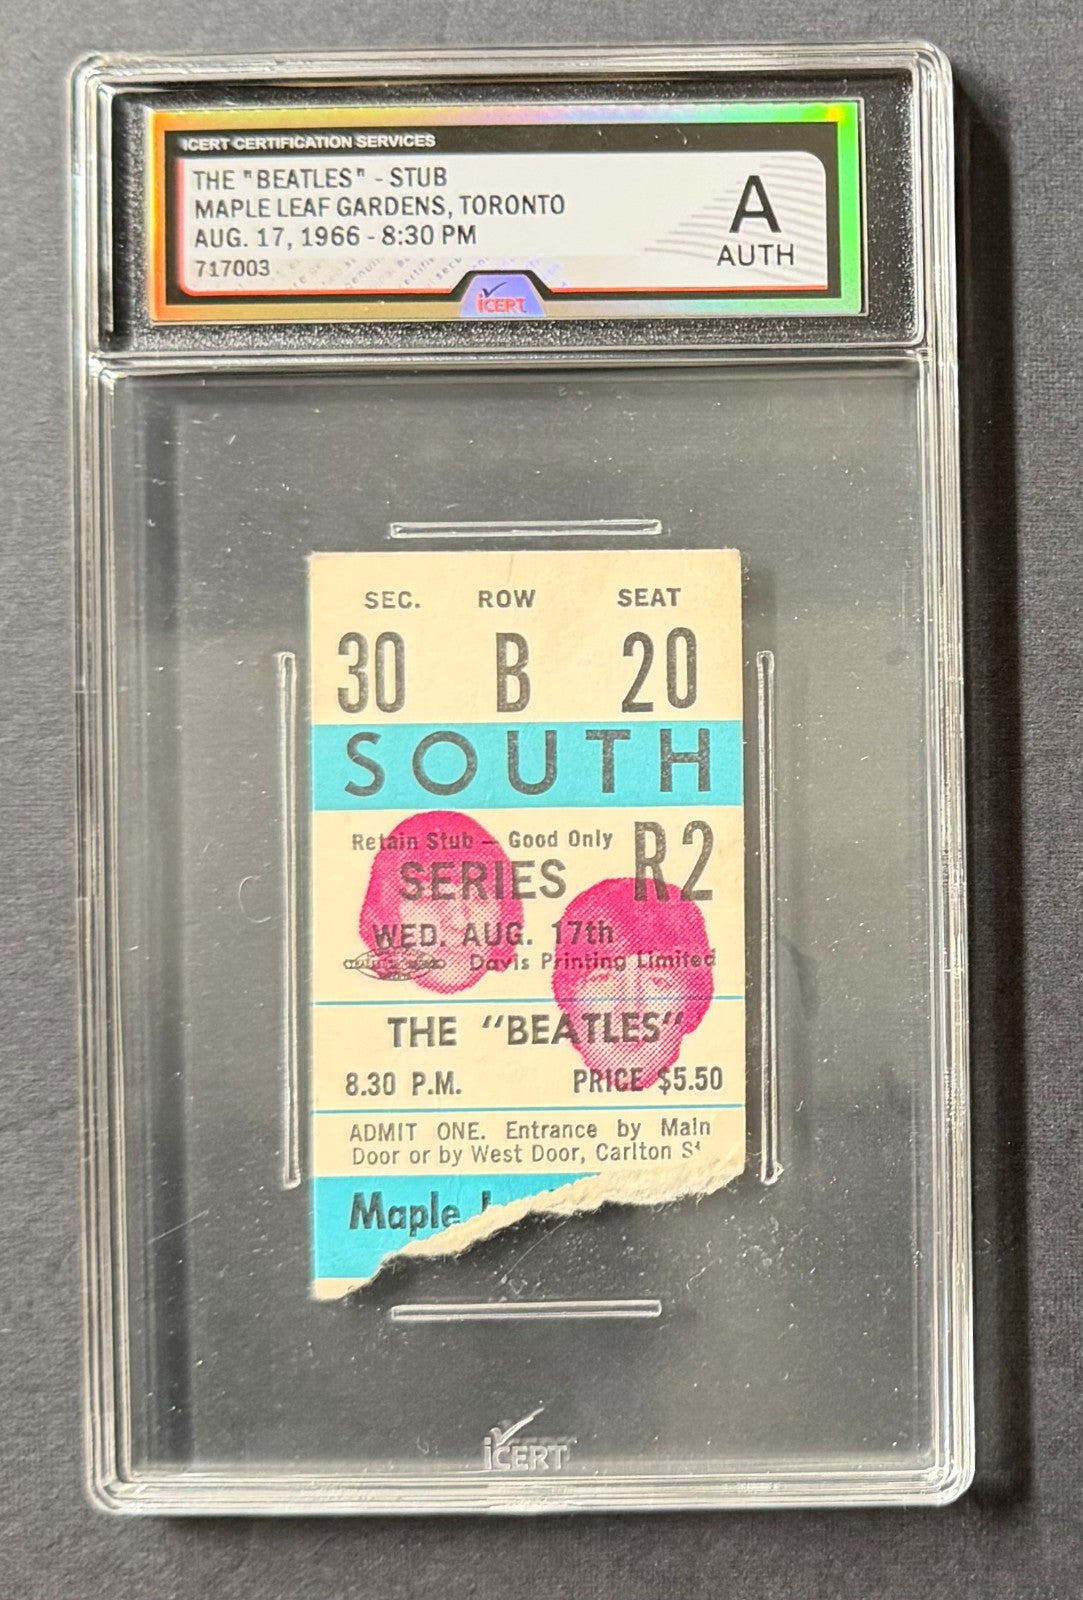 ICERT CERTIFICATION SERVICES
THE "BEATLES" - STUB
MAPLE LEAF GARDENS, TORONTO
AUG. 17, 1966 - 8:30 PM
717003
A
AUTH
iCERT
SEC. ROW SEAT
30 B 20
SOUTH
Retain Stub - Good Only
SERIES R2
WED. AUG. 17th
Davis Printing Limited
THE "BEATLES"
8.30 P.M. PRICE $5.50
ADMIT ONE. Entrance by Main
Door or by West Door, Carlton St
Maple
iCERT